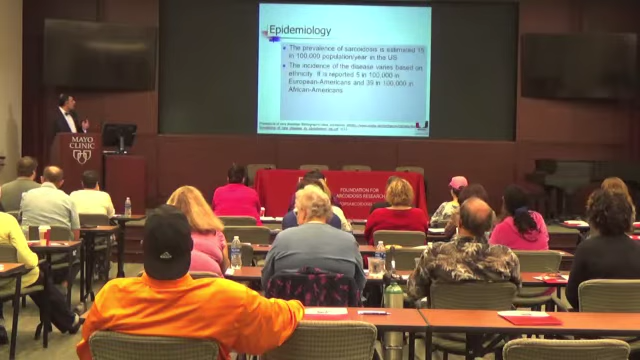 Epidemiology
The prevalence of sarcoidosis is estimated 15
in 100,000 population/year in the US
The incidence of the disease varies based on
ethnicity. It is reported 5 in 100,000 in
European-Americans and 39 in 100,000 in
African-Americans.
MAYO
CLINIC
FOUNDATION FOR
SARCOIDOSIS RESEARCH